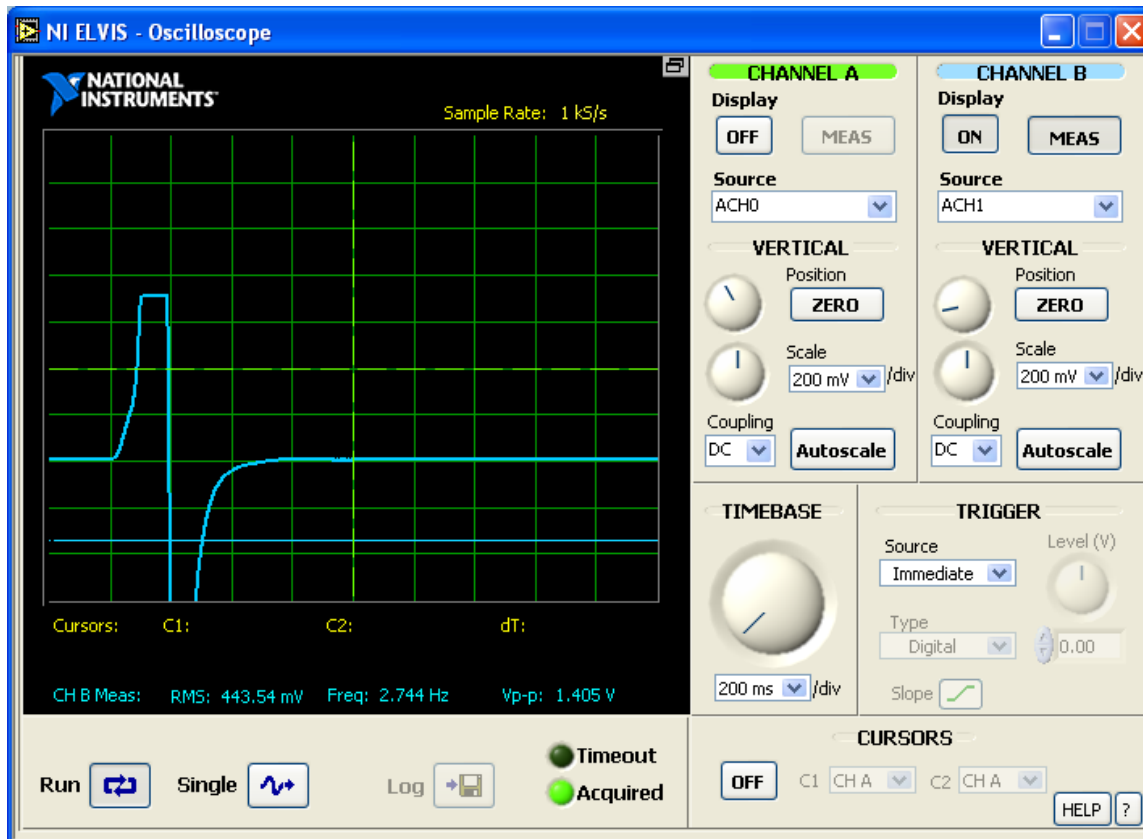 NI ELVIS - Oscilloscope
NATIONAL
INSTRUMENTS™
Sample Rate: 1 kS/s
Cursors: C1: C2: dT:
CH B Meas: RMS: 443.54 mV Freq: 2.744 Hz Vp-p: 1.405 V
Run Single Log
Timeout
Acquired
CHANNEL A
Display
OFF MEAS
Source
ACH0
VERTICAL
Position
ZERO
Scale
200 mV /div
Coupling
DC Autoscale
CHANNEL B
Display
ON MEAS
Source
ACH1
VERTICAL
Position
ZERO
Scale
200 mV /div
Coupling
DC Autoscale
TIMEBASE
200 ms /div
TRIGGER
Source
Immediate
Level (V)
Type
Digital
0.00
Slope
CURSORS
OFF C1 CH A C2 CH A
HELP ?